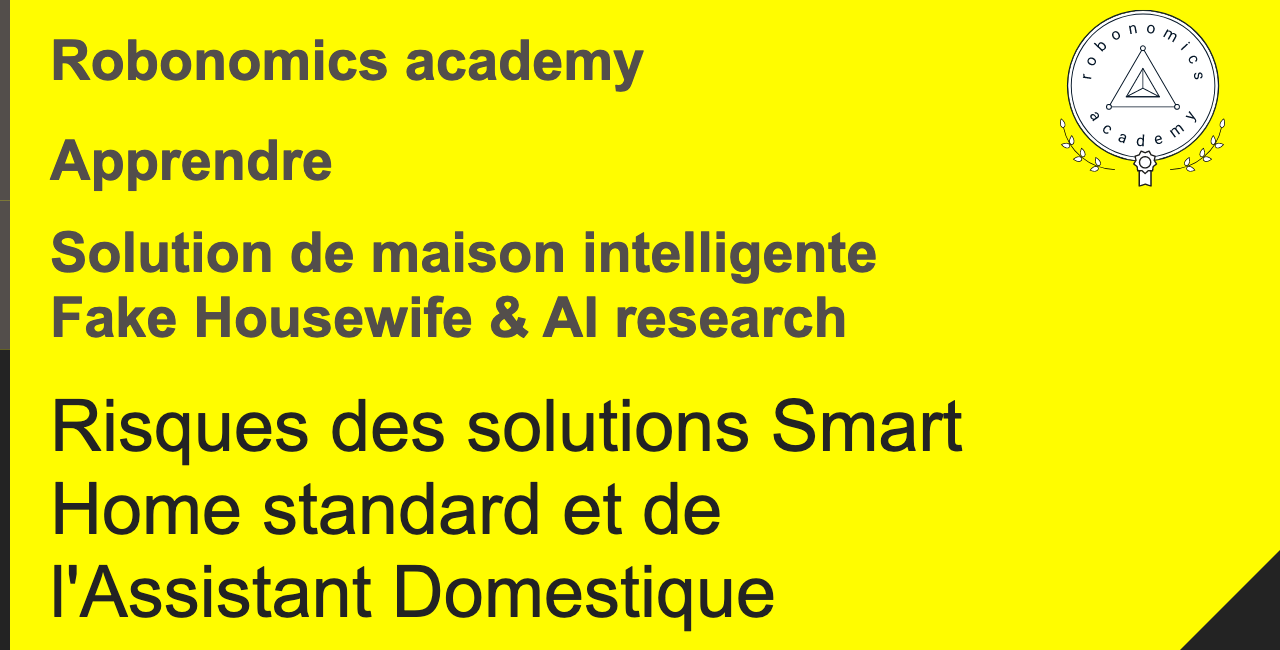 Robonomics academy
robonomics
academy
Apprendre
Solution de maison intelligente
Fake Housewife & AI research
Risques des solutions Smart
Home standard et de
l'Assistant Domestique